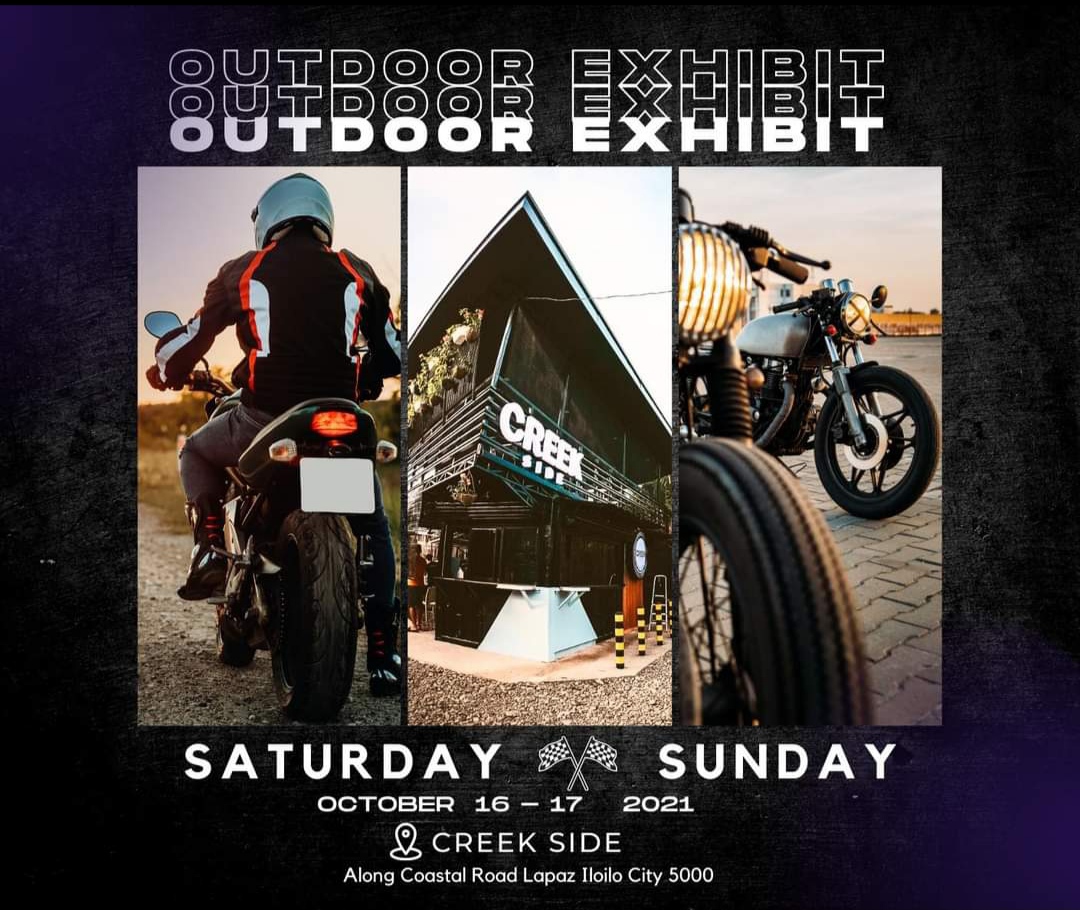 OUTDOOR EXHIBIT
OUTDOOR EXHIBIT
OUTDOOR EXHIBIT
CREEK
SIDE
SATURDAY SUNDAY
OCTOBER 16 - 17 2021
CREEK SIDE
Along Coastal Road Lapaz Iloilo City 5000